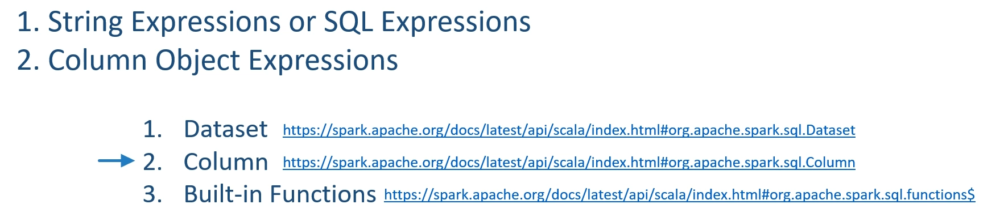 1. String Expressions or SQL Expressions
2. Column Object Expressions
1. Dataset https://spark.apache.org/docs/latest/api/scala/index.html#org.apache.spark.sql.Dataset
2. Column https://spark.apache.org/docs/latest/api/scala/index.html#org.apache.spark.sql.Column
3. Built-in Functions https://spark.apache.org/docs/latest/api/scala/index.html#org.apache.spark.sql.functions$